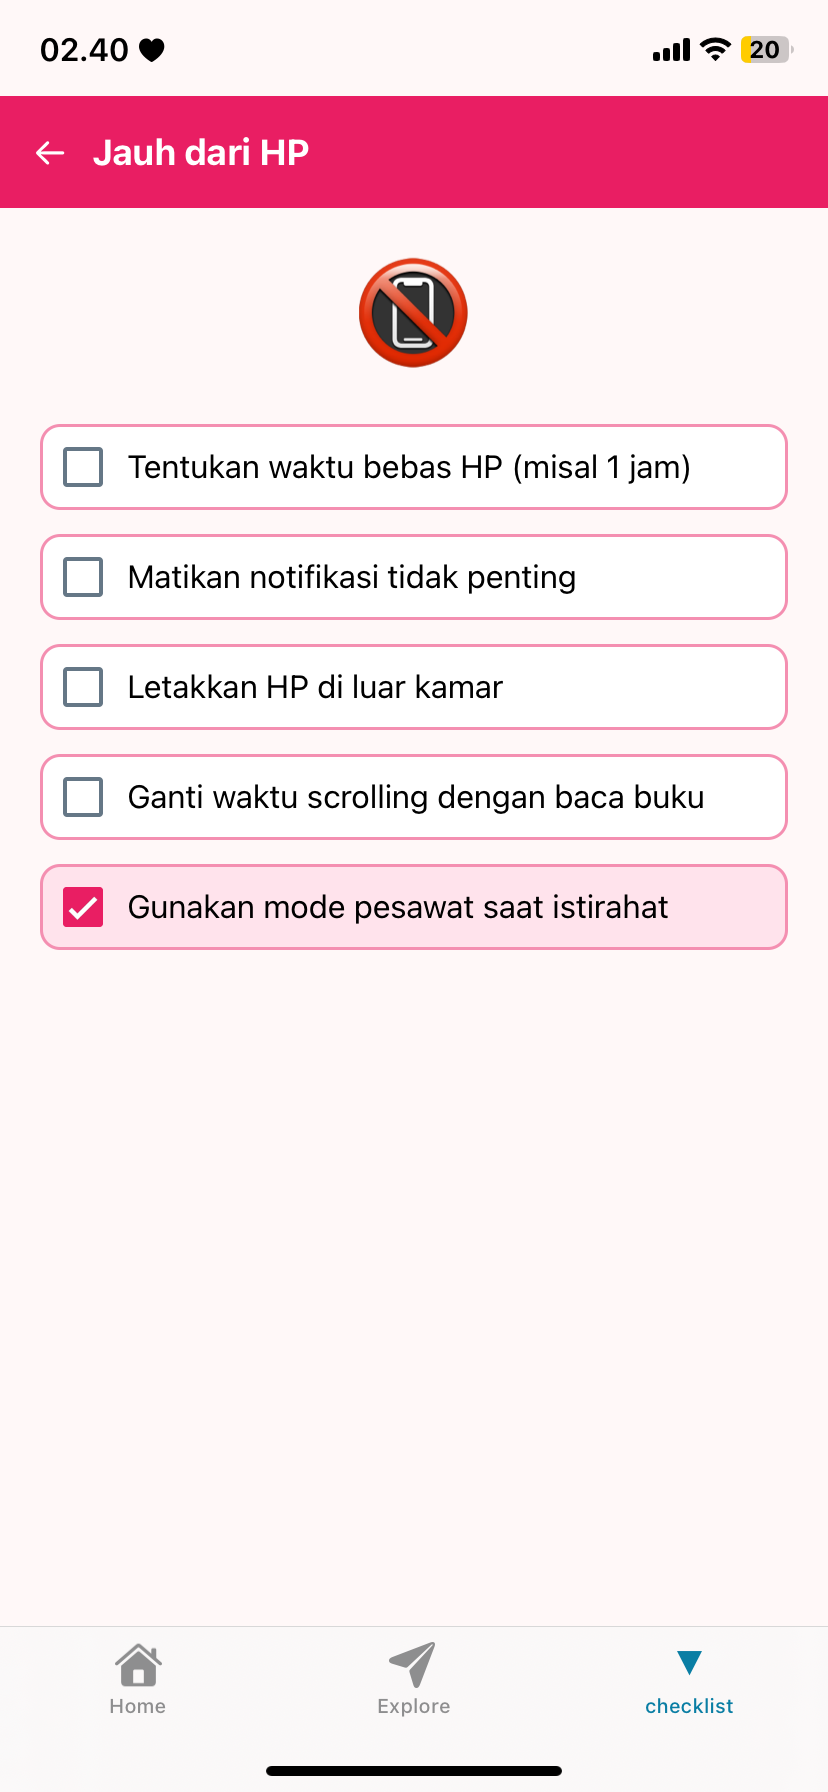 02.40
20
Jauh dari HP
Tentukan waktu bebas HP (misal 1 jam)
Matikan notifikasi tidak penting
Letakkan HP di luar kamar
Ganti waktu scrolling dengan baca buku
Gunakan mode pesawat saat istirahat
Home
Explore
checklist